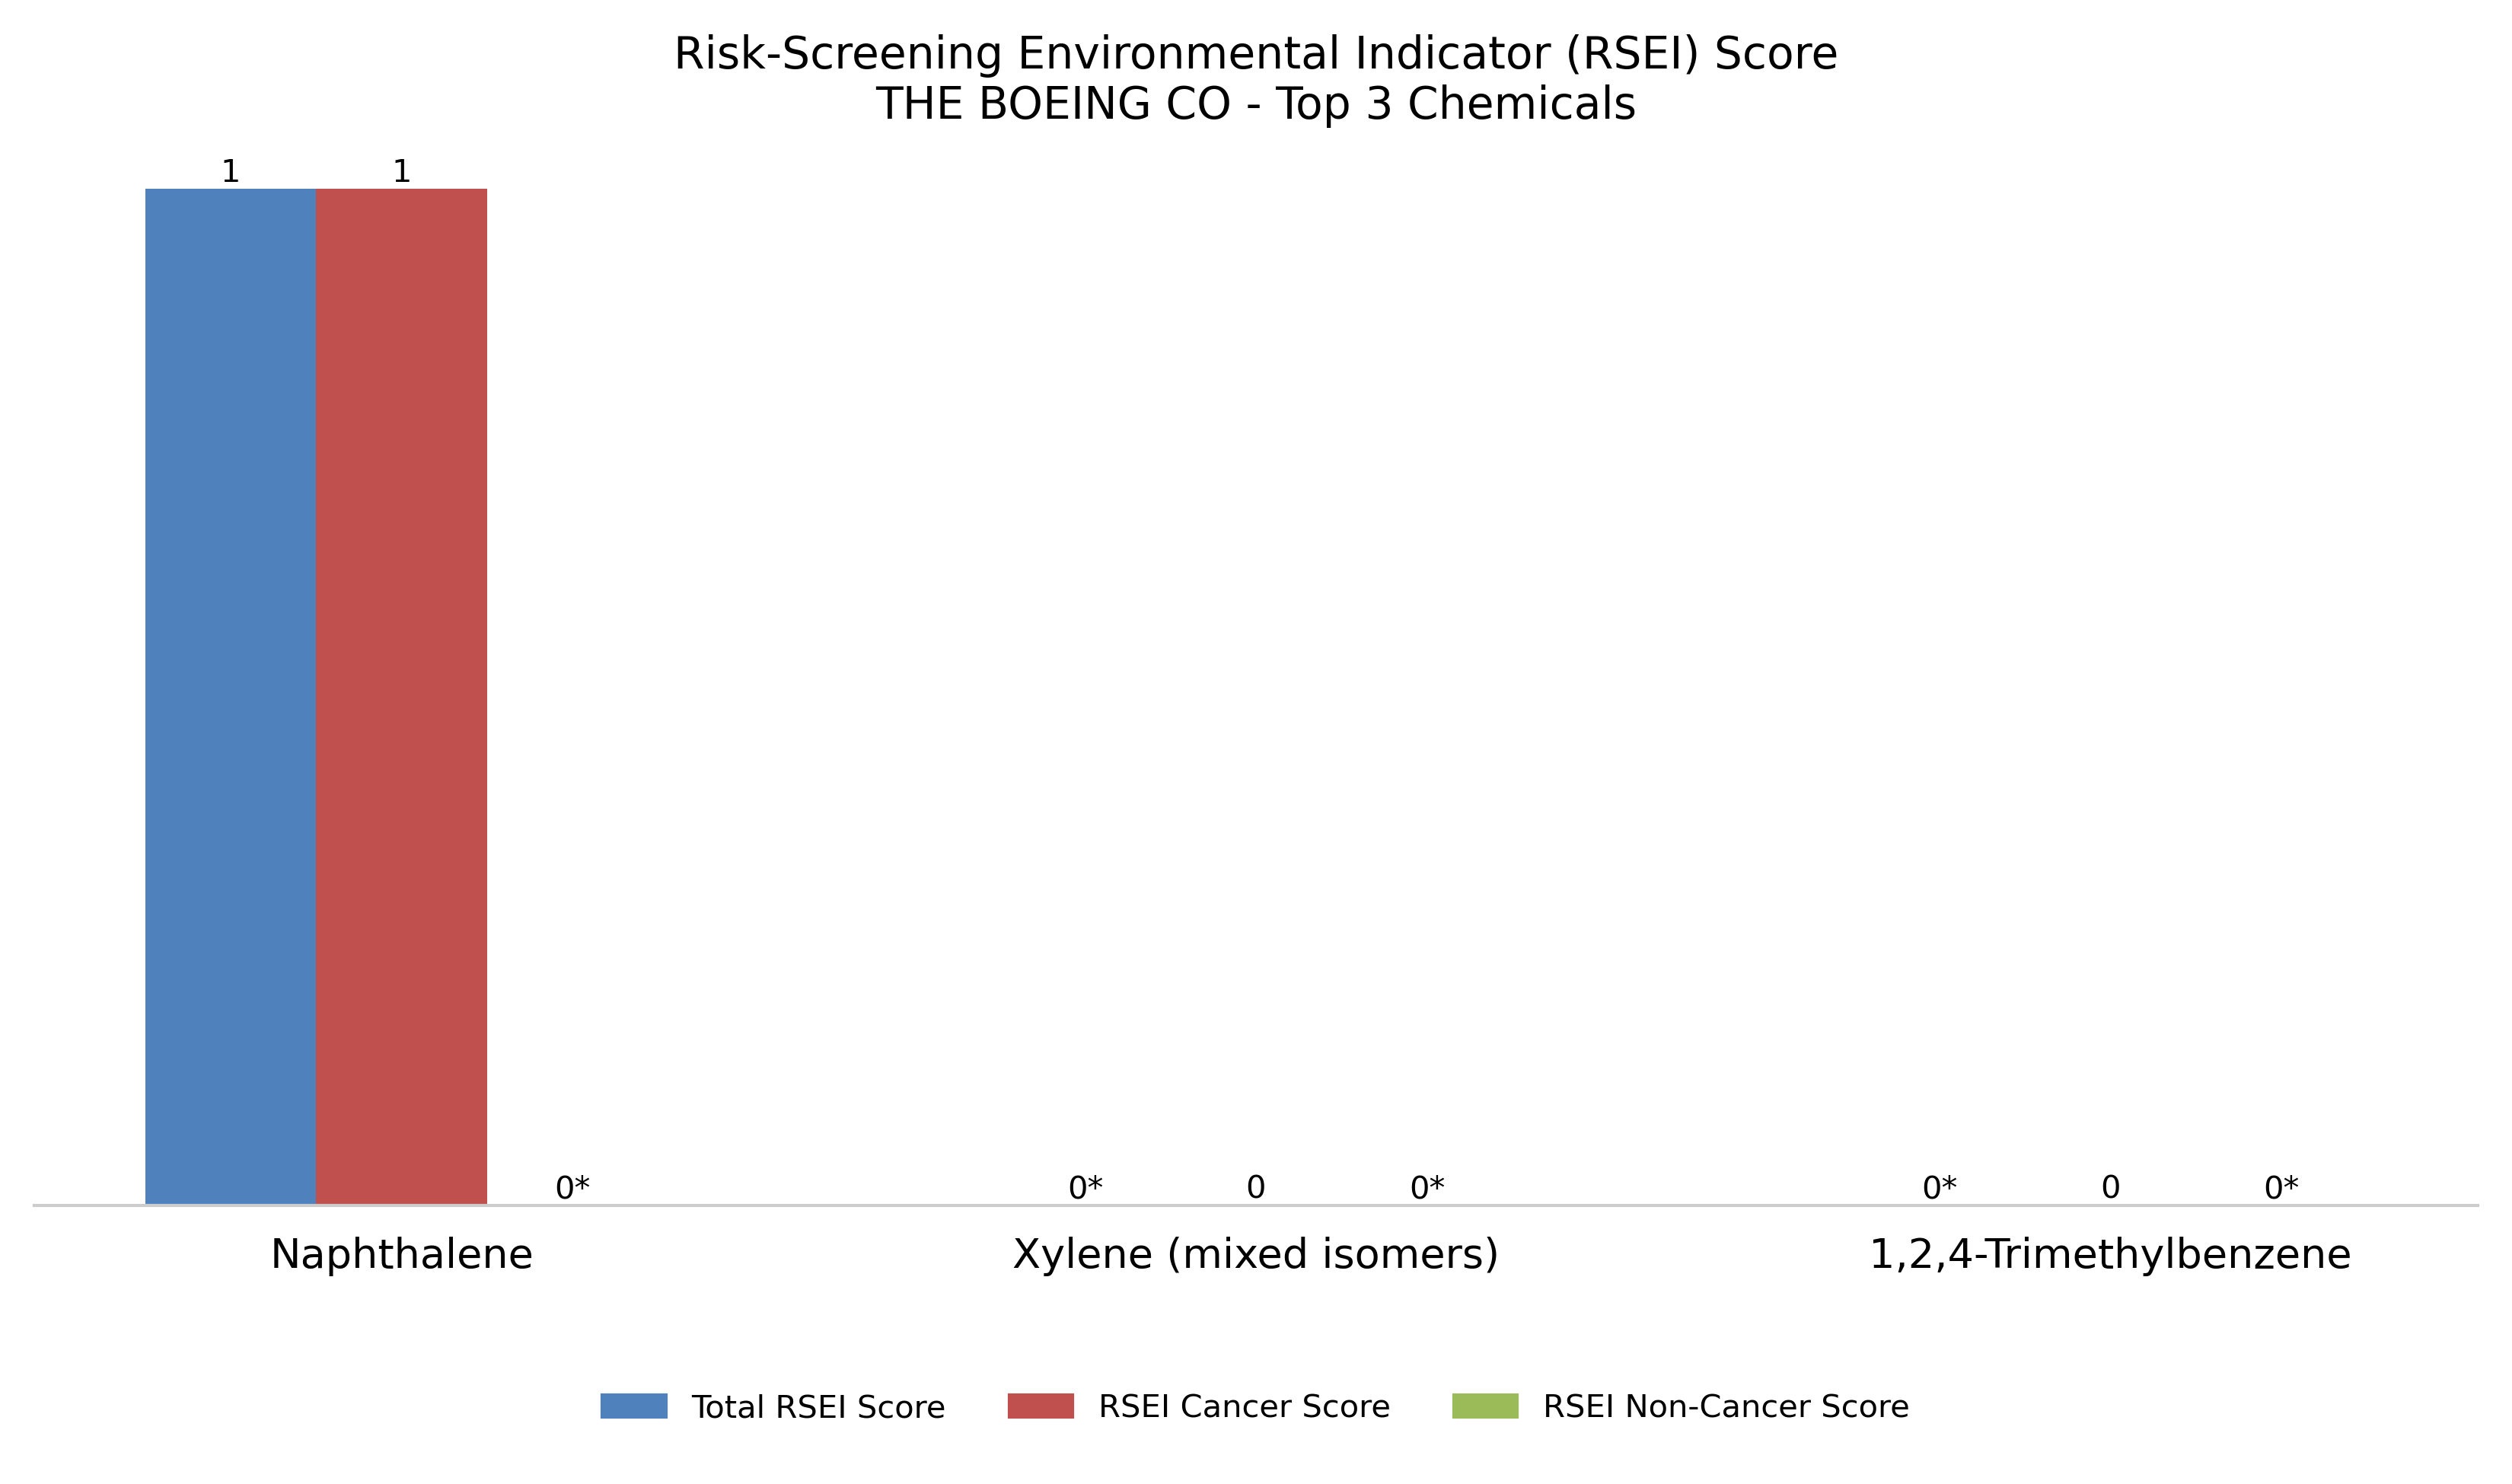 Risk-Screening Environmental Indicator (RSEI) Score
THE BOEING CO - Top 3 Chemicals
1 1
0* 0* 0 0* 0* 0 0*
Naphthalene Xylene (mixed isomers) 1,2,4-Trimethylbenzene
Total RSEI Score RSEI Cancer Score RSEI Non-Cancer Score